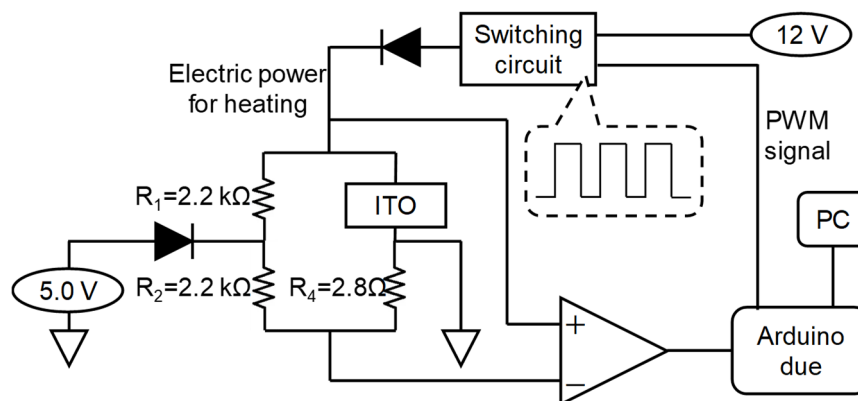 Switching
circuit
12 V
Electric power
for heating
PWM
signal
R₁=2.2 kΩ
ITO
PC
5.0 V
R₂=2.2 kΩ
R₄=2.8Ω
+
−
Arduino
due